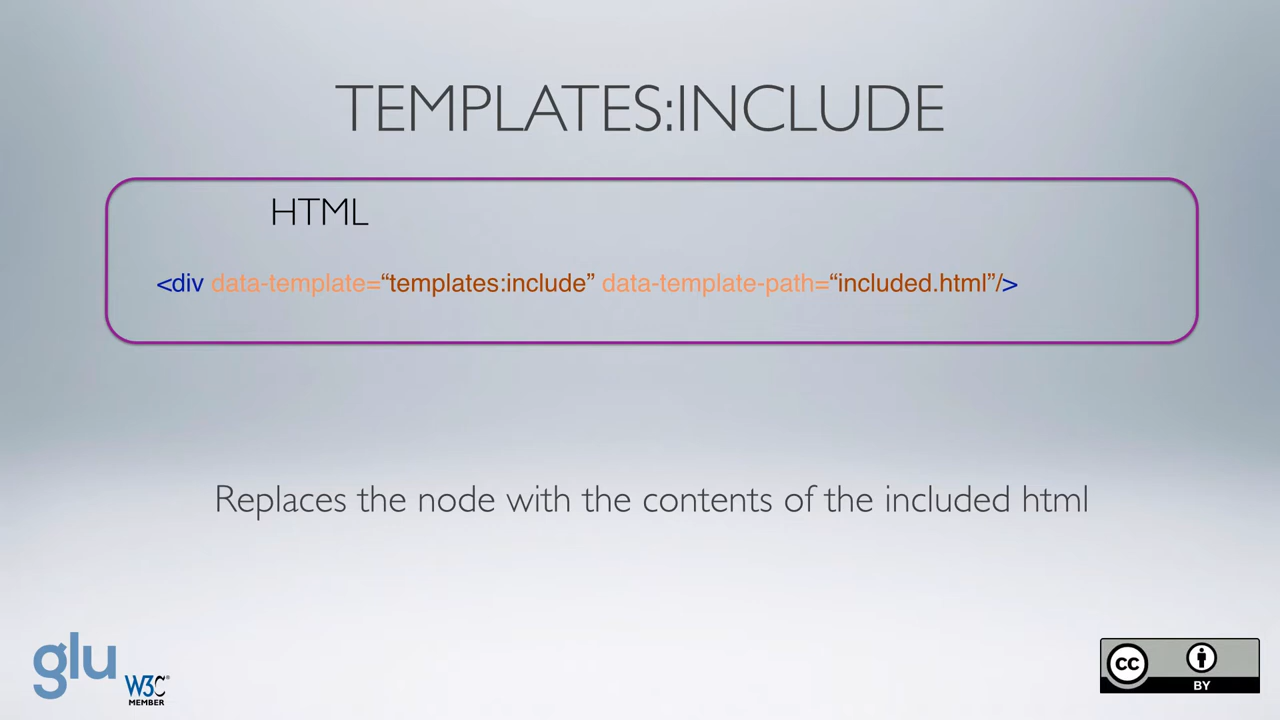 TEMPLATES:INCLUDE
HTML
<div data-template=“templates:include” data-template-path=“included.html”/>
Replaces the node with the contents of the included html
glu
W3C®
MEMBER
cc
BY